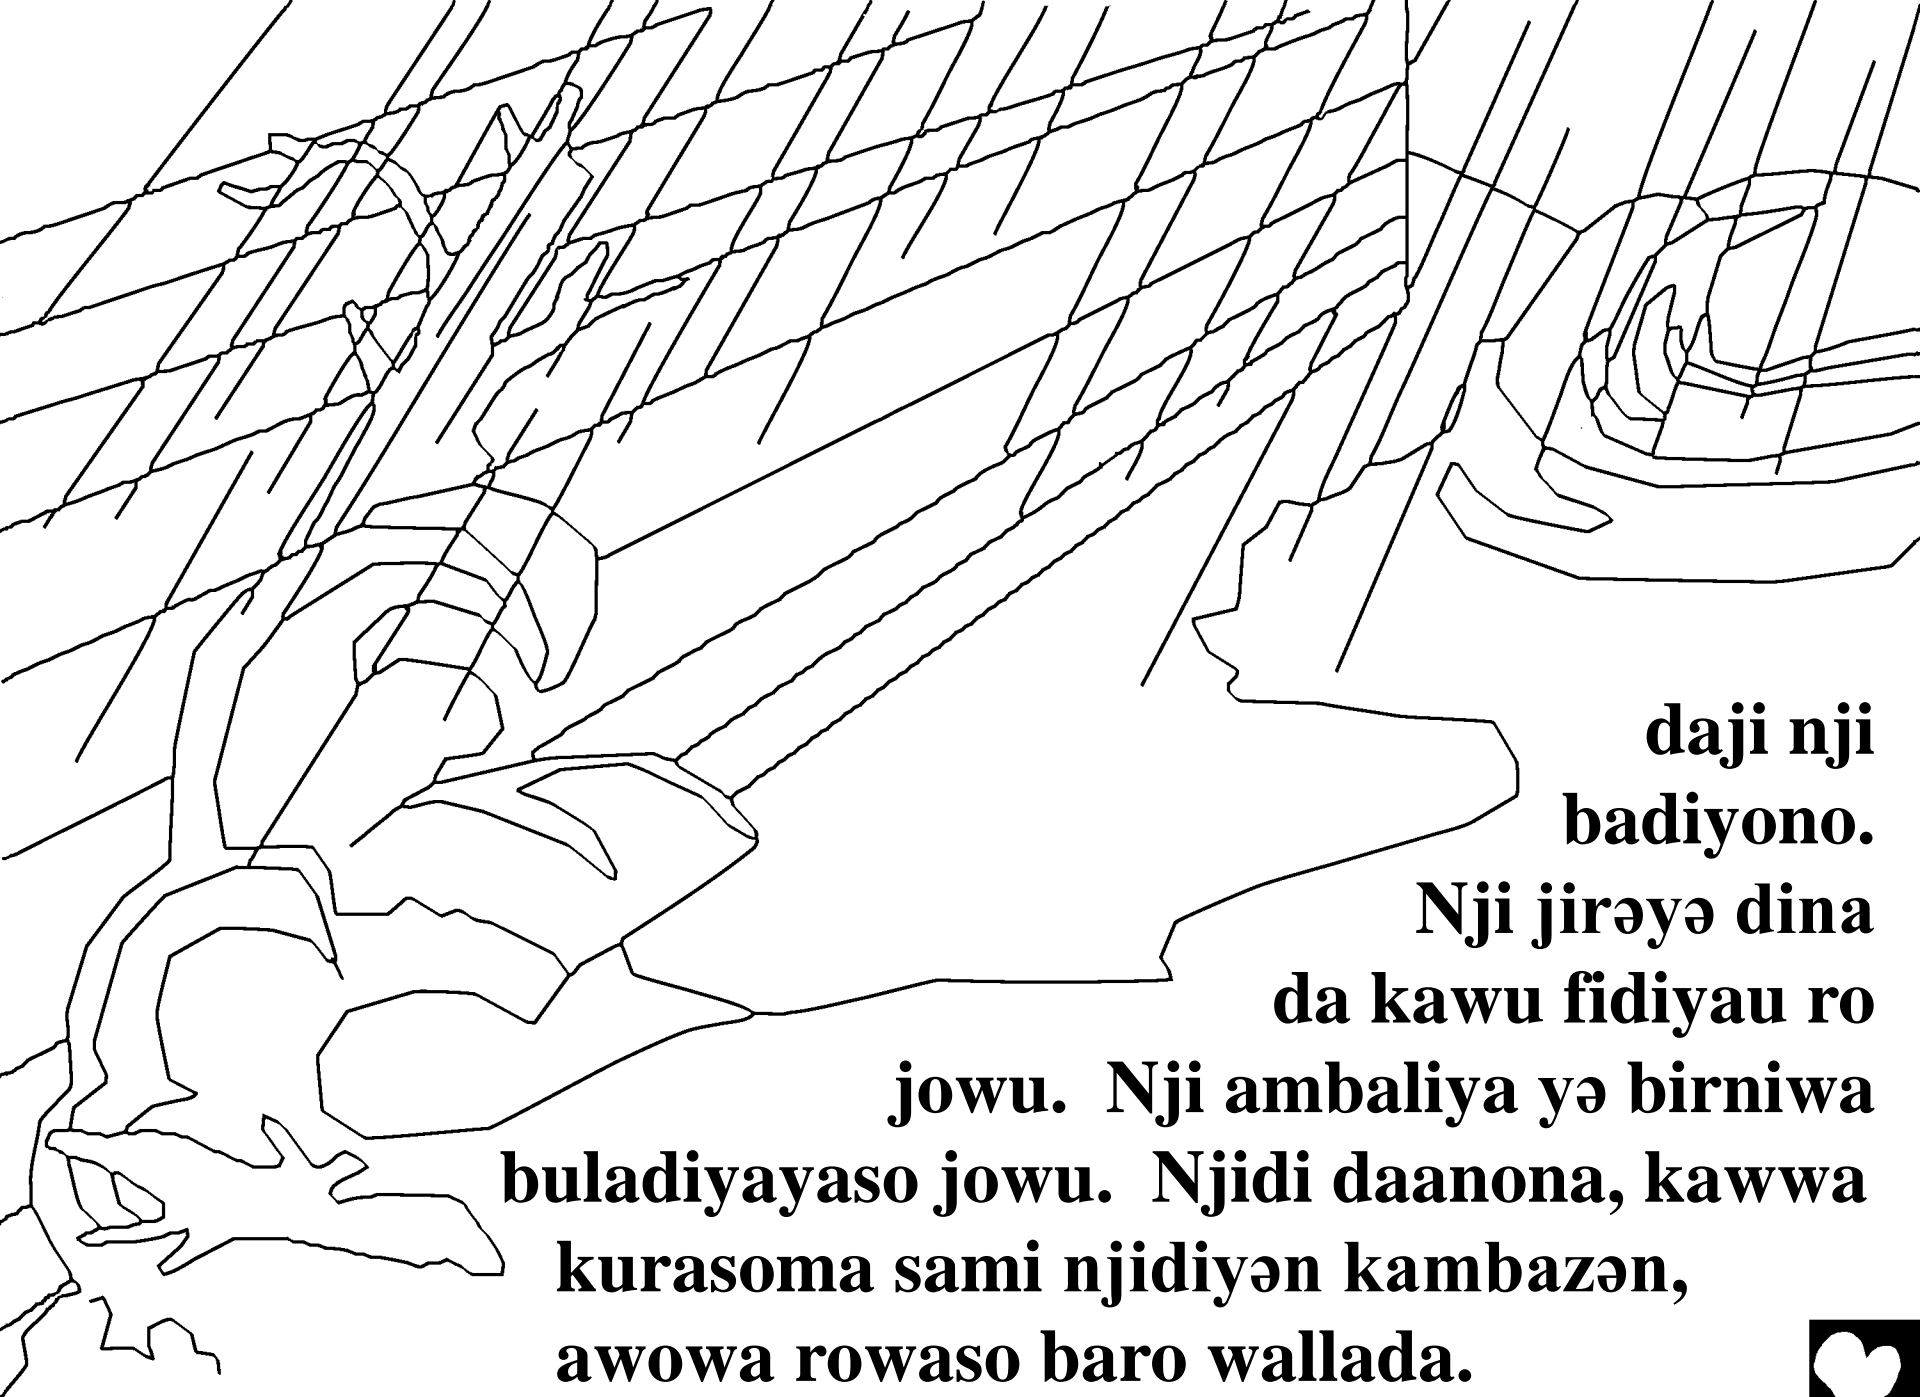 daji nji
badiyono.
Nji jirəyə dina
da kawu fidiyau ro
jowu. Nji ambaliya yə birniwa
buladiyayaso jowu. Njidi daanona, kawwa
kurasoma sami njidiyən kambazən,
awowa rowaso baro wallada.